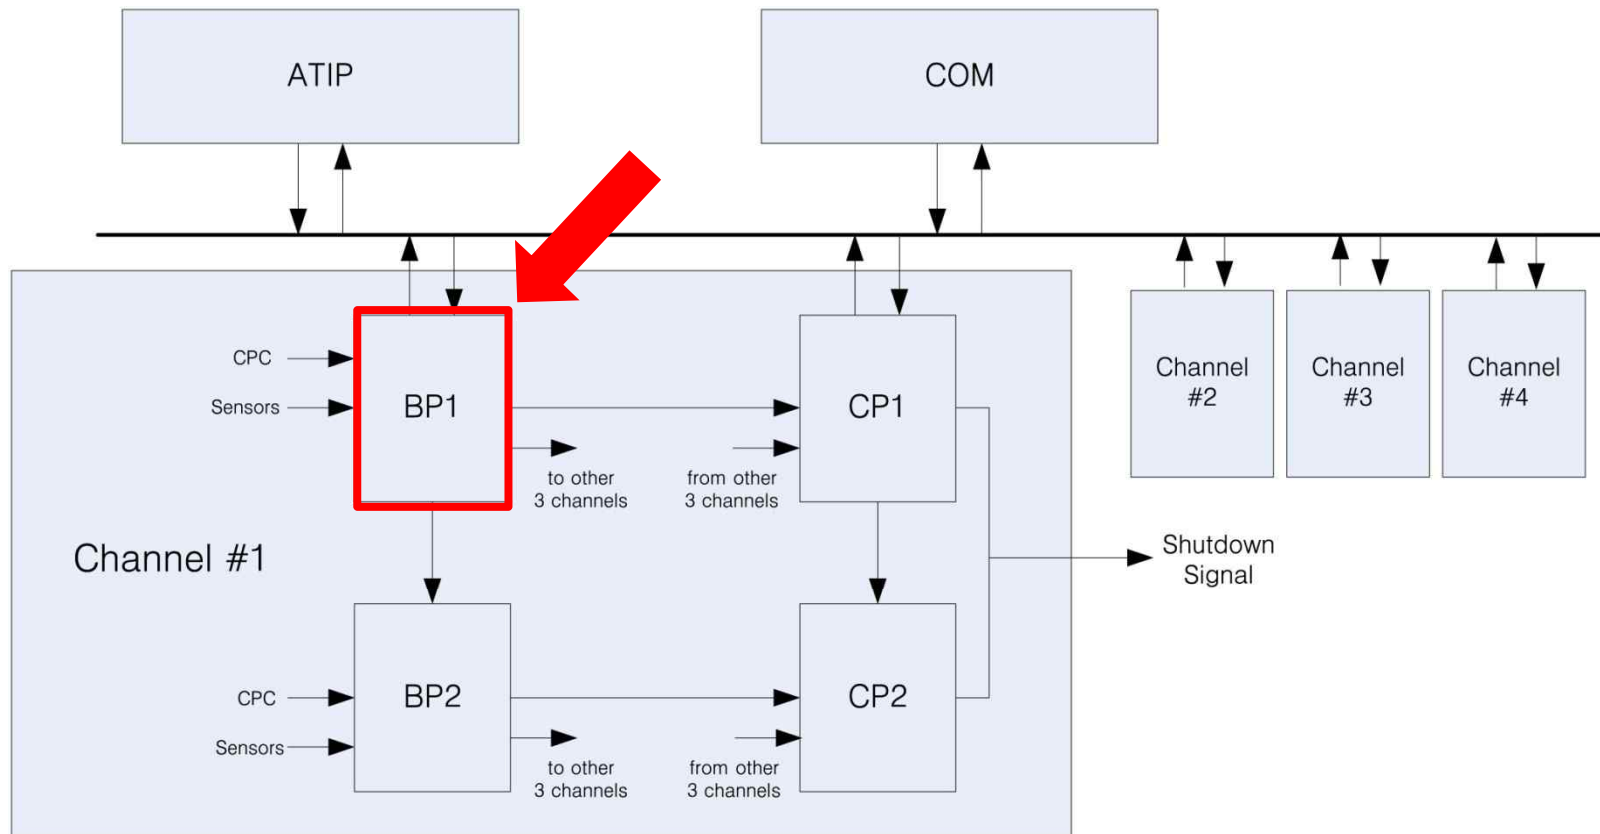 ATIP
COM
CPC
Sensors
BP1
CP1
to other
3 channels
from other
3 channels
Channel
#2
Channel
#3
Channel
#4
Channel #1
Shutdown
Signal
CPC
Sensors
BP2
CP2
to other
3 channels
from other
3 channels